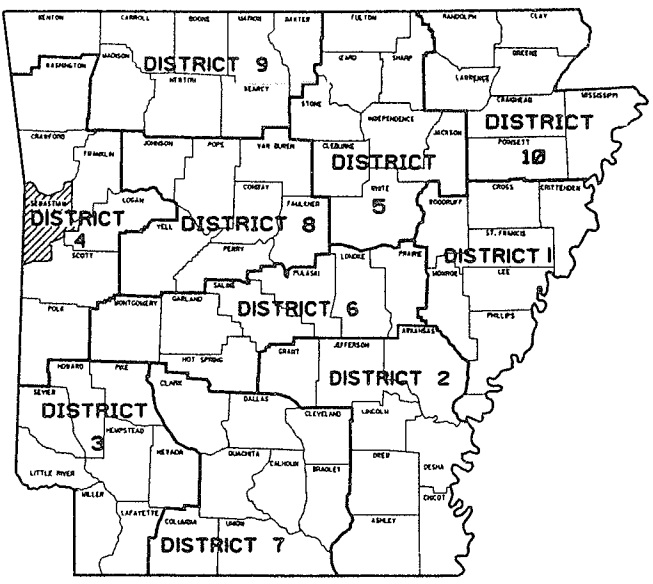 BENTON
CARROLL
BOONE
MARION
BAXTER
FULTON
RANDOLPH
CLAY
WASHINGTON
MADISON
DISTRICT 9
NEWTON
SEARCY
IZARD
SHARP
LAWRENCE
GREENE
STONE
INDEPENDENCE
CRAIGHEAD
MISSISSIPPI
DISTRICT
10
POINSETT
CRAWFORD
FRANKLIN
JOHNSON
POPE
VAN BUREN
CLEBURNE
JACKSON
DISTRICT
5
WHITE
WOODRUFF
CROSS
CRITTENDEN
SEBASTIAN
DISTRICT
4
LOGAN
SCOTT
CONWAY
FAULKNER
YELL
DISTRICT 8
PERRY
ST. FRANCIS
DISTRICT 1
MONROE
LEE
PHILLIPS
POLK
MONTGOMERY
GARLAND
SALINE
PULASKI
LONOKE
PRAIRIE
DISTRICT 6
HOT SPRING
GRANT
JEFFERSON
ARKANSAS
DISTRICT 2
HOWARD
PIKE
CLARK
DALLAS
CLEVELAND
LINCOLN
SEVIER
DISTRICT
3
HEMPSTEAD
NEVADA
OUACHITA
CALHOUN
BRADLEY
DREW
DESHA
CHICOT
LITTLE RIVER
MILLER
LAFAYETTE
COLUMBIA
UNION
ASHLEY
DISTRICT 7